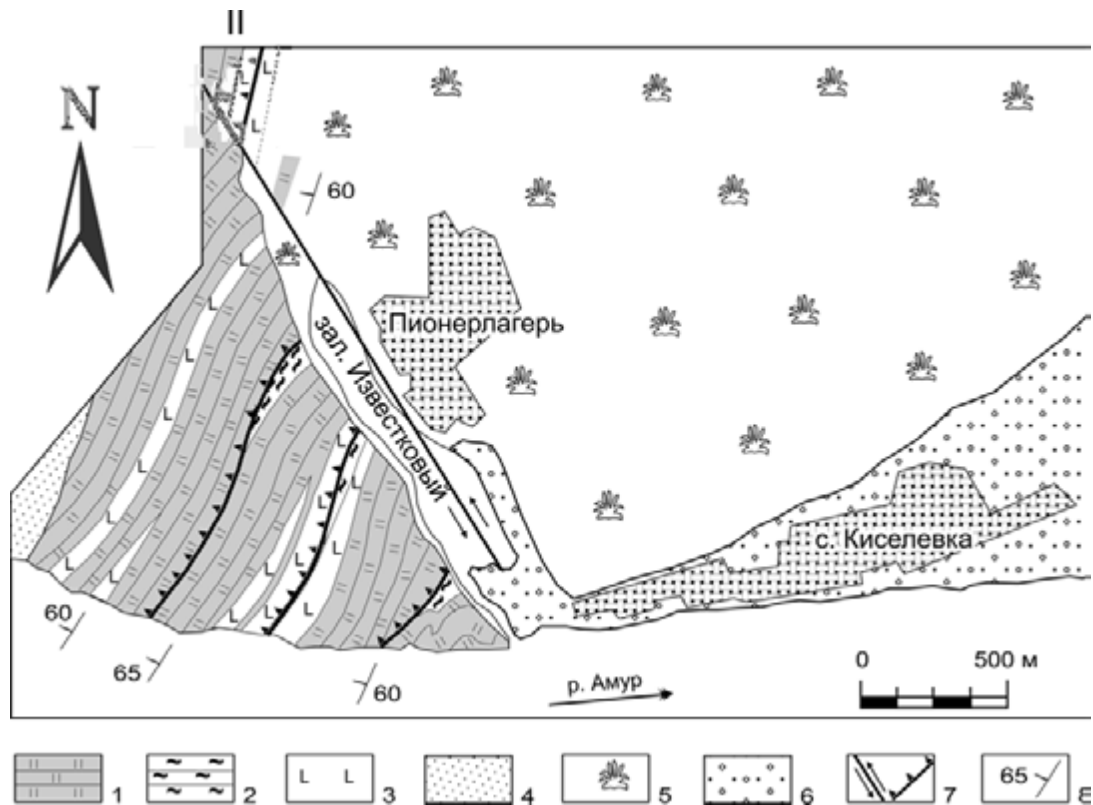 II
N
60
Пионерлагерь
зал. Известковый
с. Киселевка
60
65
60
р. Амур
0 500 м
L L
65
1 2 3 4 5 6 7 8